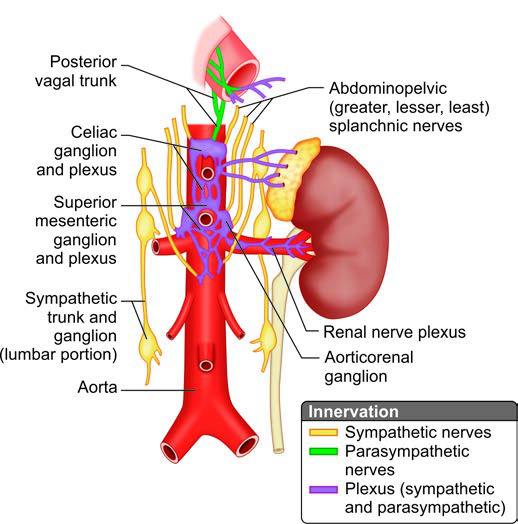 Posterior
vagal trunk
Abdominopelvic
(greater, lesser, least)
splanchnic nerves
Celiac
ganglion
and plexus
Superior
mesenteric
ganglion
and plexus
Sympathetic
trunk and
ganglion
(lumbar portion)
Renal nerve plexus
Aorticorenal
ganglion
Aorta
Innervation
Sympathetic nerves
Parasympathetic
nerves
Plexus (sympathetic
and parasympathetic)